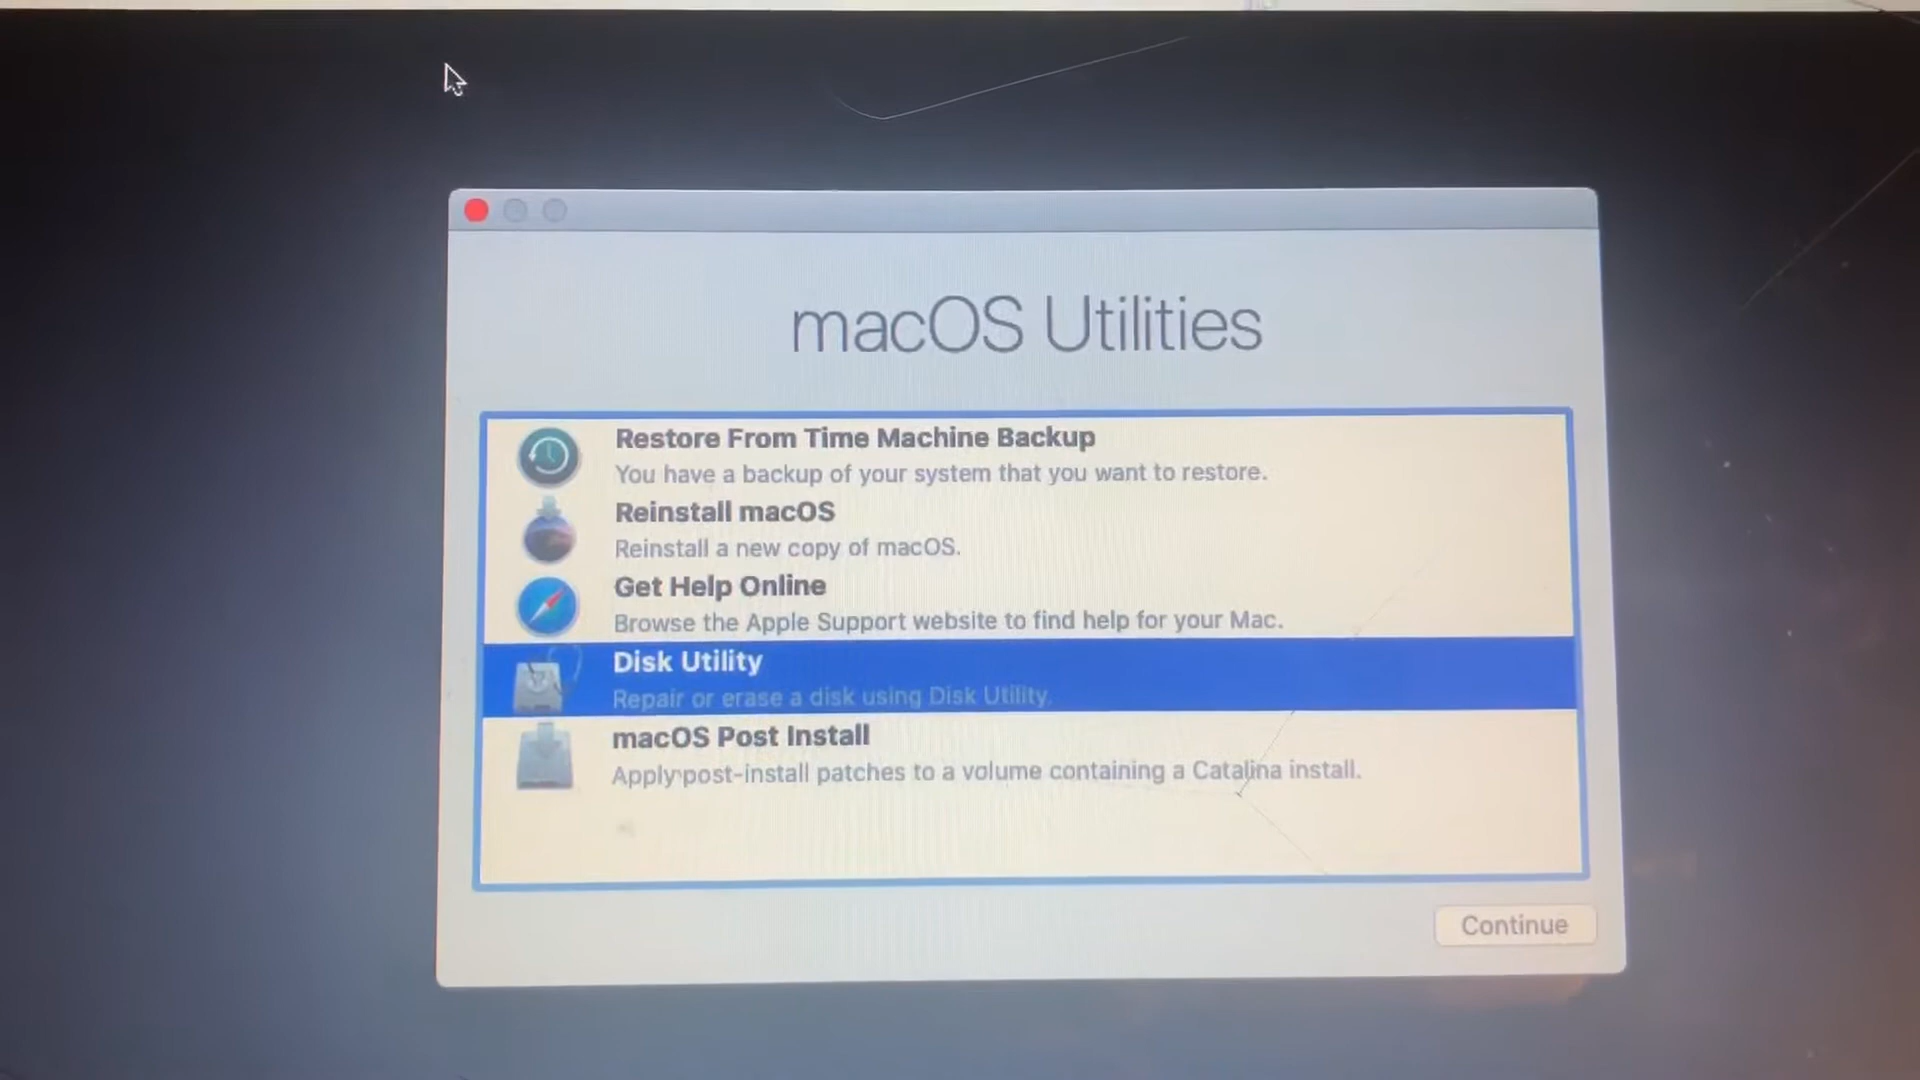 macOS Utilities
Restore From Time Machine Backup
You have a backup of your system that you want to restore.
Reinstall macOS
Reinstall a new copy of macOS.
Get Help Online
Browse the Apple Support website to find help for your Mac.
Disk Utility
Repair or erase a disk using Disk Utility.
macOS Post Install
Apply post-install patches to a volume containing a Catalina install.
Continue